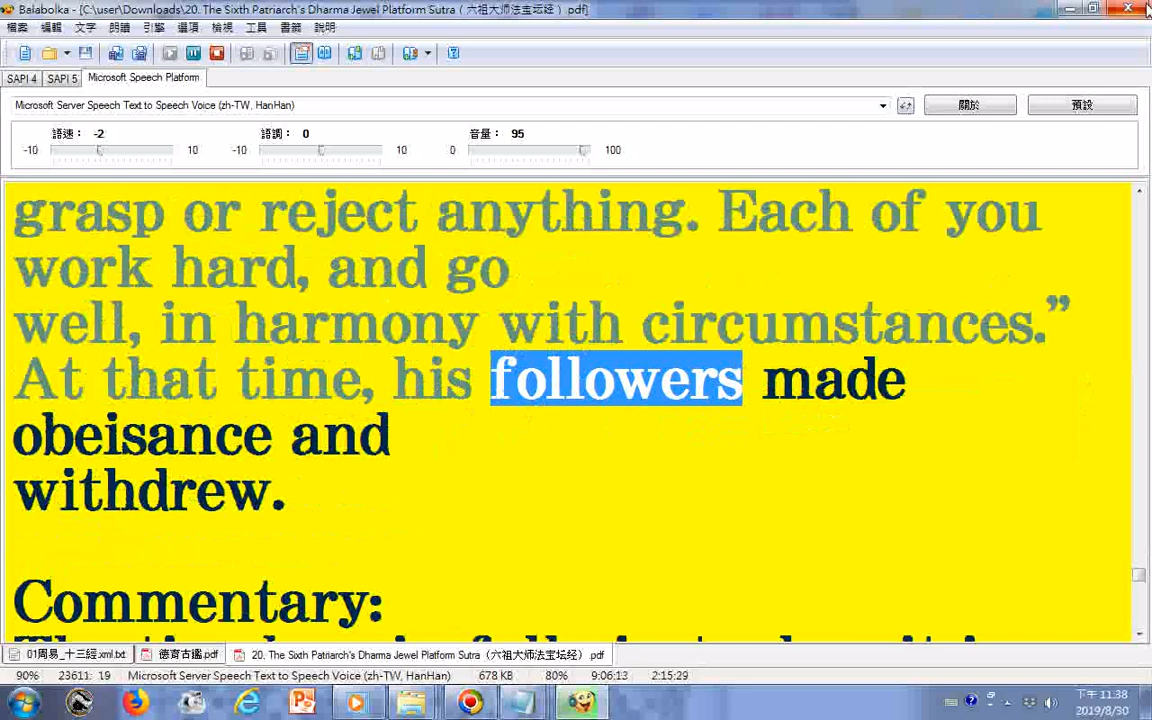 Balabolka - [C:\user\Downloads\20. The Sixth Patriarch's Dharma Jewel Platform Sutra（六祖大师法宝坛经）.pdf]
檔案 編輯 文字 朗讀 引擎 選項 檢視 工具 書籤 說明
SAPI 4 SAPI 5 Microsoft Speech Platform
Microsoft Server Speech Text to Speech Voice (zh-TW, HanHan) 關於 預設
語速： -2 語調： 0 音量： 95
-10 10 -10 10 0 100
grasp or reject anything. Each of you
work hard, and go
well, in harmony with circumstances.”
At that time, his followers made
obeisance and
withdrew.
Commentary:
01周易_十三經.xml.txt 德育古鑑.pdf 20. The Sixth Patriarch's Dharma Jewel Platform Sutra（六祖大师法宝坛经）.pdf
90% 23611: 19 Microsoft Server Speech Text to Speech Voice (zh-TW, HanHan) 678 KB 80% 9:06:13 2:15:29
下午 11:38
2019/8/30